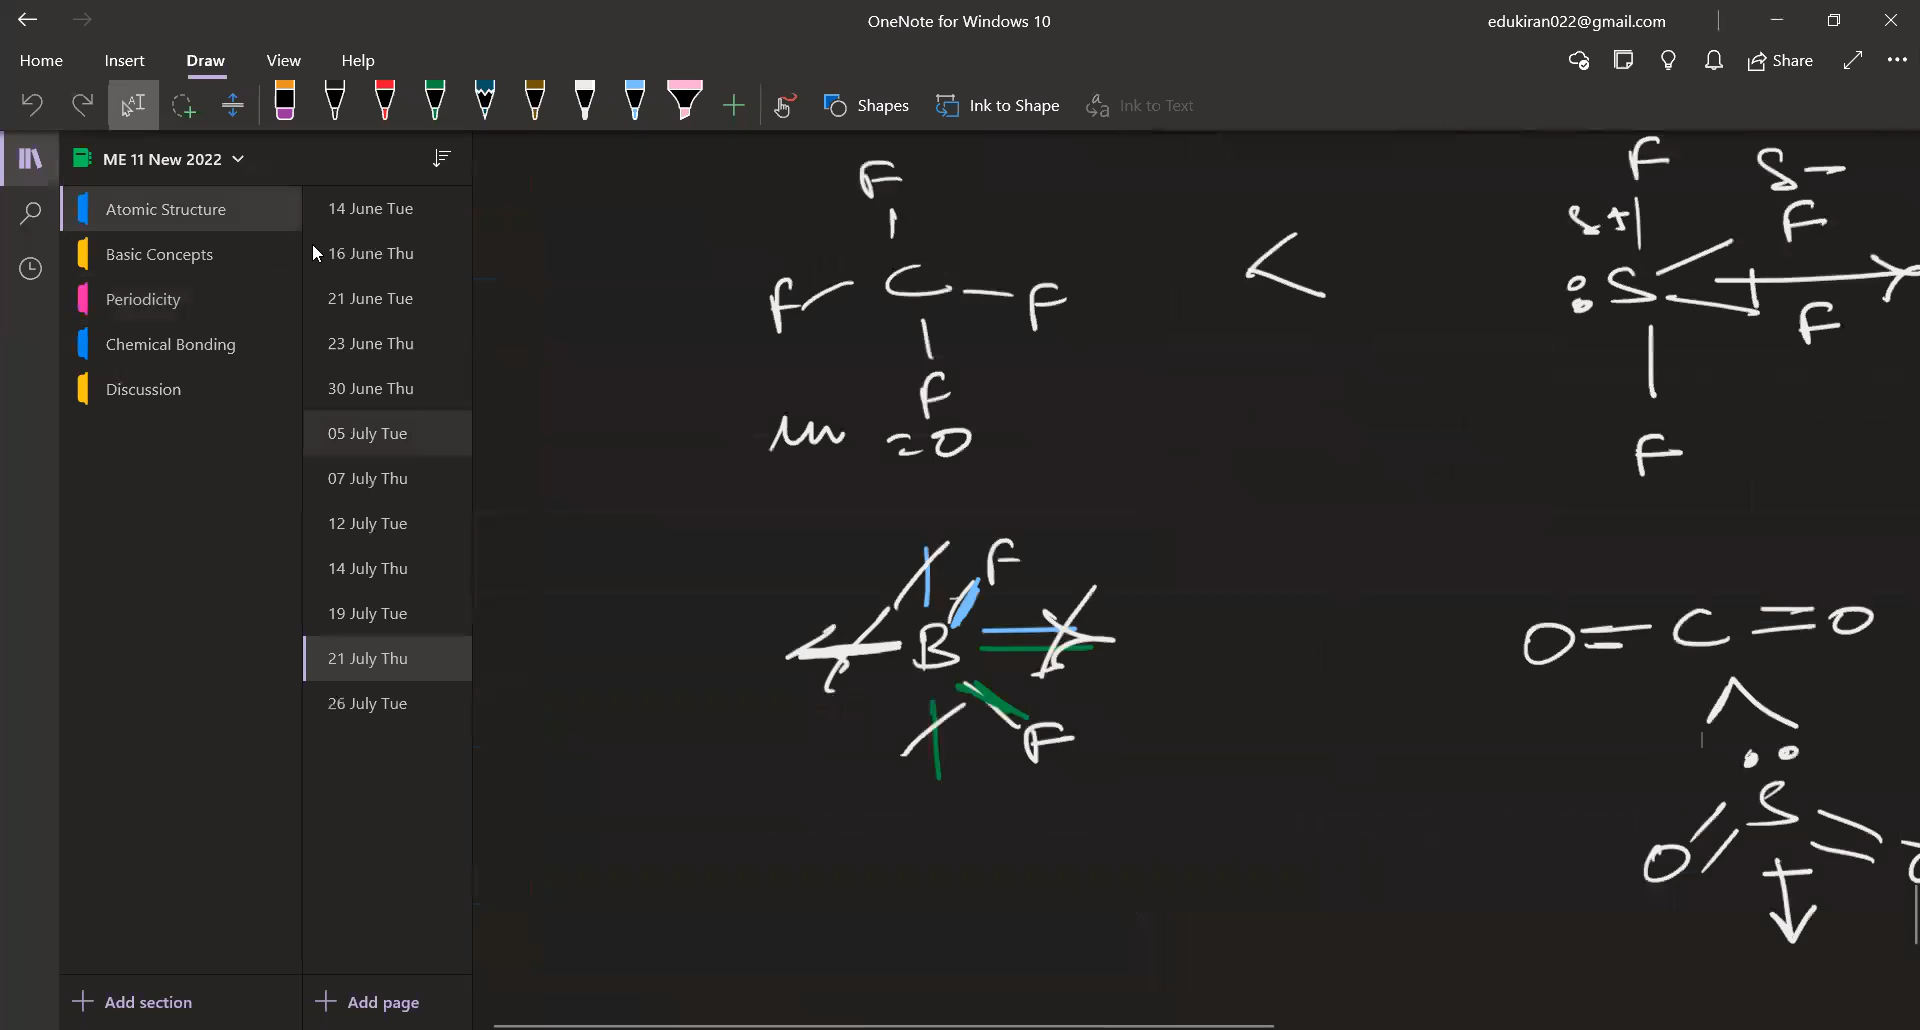 OneNote for Windows 10
edukiran022@gmail.com
Home Insert Draw View Help
Share
Shapes
Ink to Shape
Ink to Text
ME 11 New 2022
Atomic Structure
Basic Concepts
Periodicity
Chemical Bonding
Discussion
14 June Tue
16 June Thu
21 June Tue
23 June Thu
30 June Thu
05 July Tue
07 July Thu
12 July Tue
14 July Thu
19 July Tue
21 July Thu
26 July Tue
Add section
Add page
F
F C F
F
= 0
<
F δ-
δ+ F
S
F
F
F
B
F
O = C = O
S
O